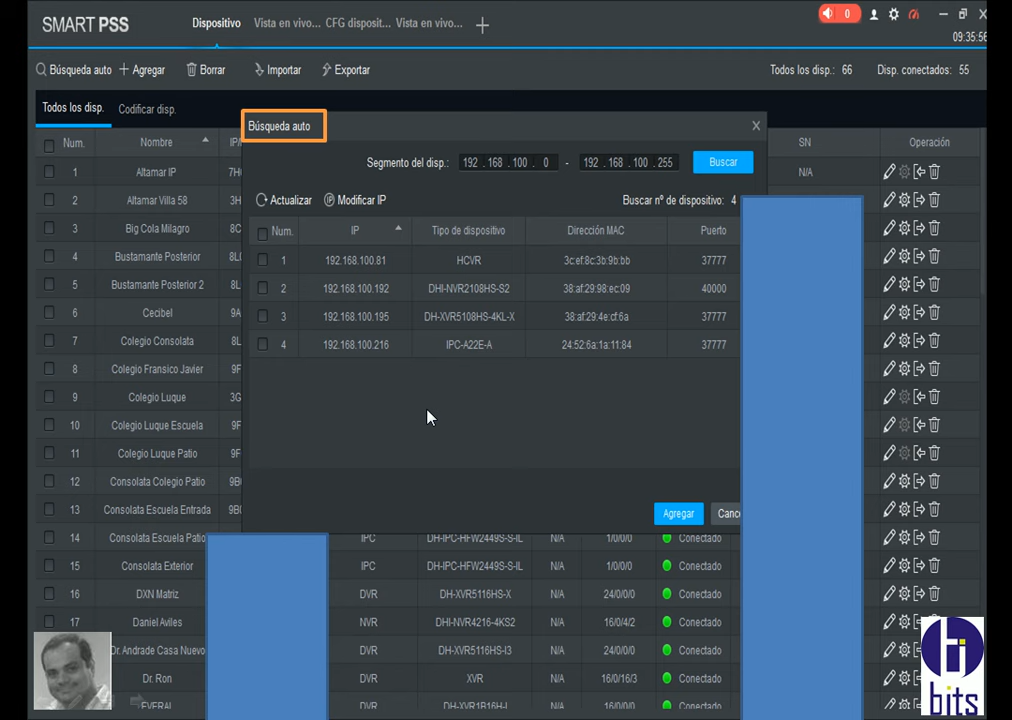 SMART PSS Dispositivo Vista en vivo... CFG disposit... Vista en vivo... 0
09:35:56
Búsqueda auto Agregar Borrar Importar Exportar Todos los disp.: 66 Disp. conectados: 55
Todos los disp. Codificar disp.
Búsqueda auto
Num. Nombre SN Operación
Segmento del disp.: 192 . 168 . 100 . 0 - 192 . 168 . 100 . 255 Buscar
Actualizar Modificar IP Buscar nº de dispositivo: 4
Num. IP Tipo de dispositivo Dirección MAC Puerto
1 192.168.100.81 HCVR 3c:ef:8c:3b:9b:bb 37777
2 192.168.100.192 DHI-NVR2108HS-S2 38:af:29:98:ec:09 40000
3 192.168.100.195 DH-XVR5108HS-4KL-X 38:af:29:4e:cf:6a 37777
4 192.168.100.216 IPC-A22E-A 24:52:6a:1a:11:84 37777
Agregar
1 Altamar IP N/A
2 Altamar Villa 58
3 Big Cola Milagro
4 Bustamante Posterior
5 Bustamante Posterior 2
6 Cecibel
7 Colegio Consolata
8 Colegio Fransico Javier
9 Colegio Luque
10 Colegio Luque Escuela
11 Colegio Luque Patio
12 Consolata Colegio Patio
13 Consolata Escuela Entrada
14 Consolata Escuela Patio IPC DH-IPC-HFW2449S-S-IL N/A 1/0/0/0 Conectado
15 Consolata Exterior IPC DH-IPC-HFW2449S-S-IL N/A 1/0/0/0 Conectado
16 DXN Matriz DVR DH-XVR5116HS-X N/A 24/0/0/0 Conectado
17 Daniel Aviles NVR DHI-NVR4216-4KS2 N/A 16/0/4/2 Conectado
Dr. Andrade Casa Nuevo DVR DH-XVR5116HS-I3 N/A 24/0/0/0 Conectado
Dr. Ron DVR XVR N/A 16/0/16/3 Conectado
DVR DH-XVR1B16H-I N/A 16/0/0/0 Conectado
hi
bits